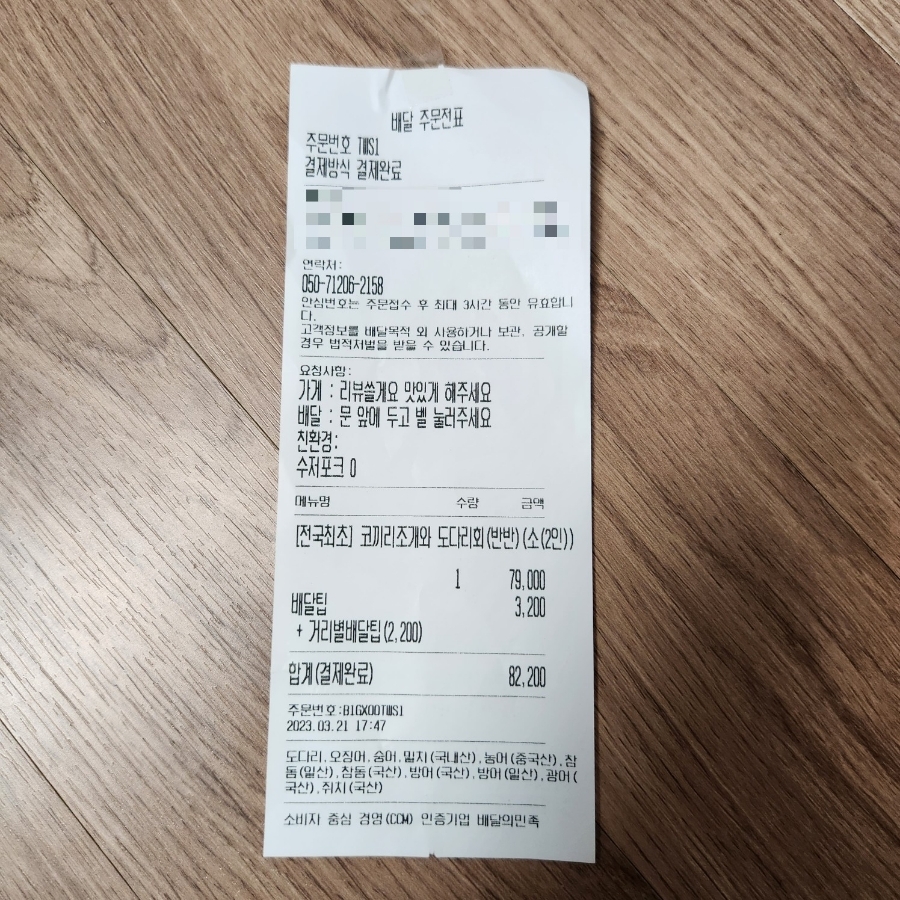 배달 주문전표
주문번호 TWS1
결제방식 결제완료
연락처:
050-71206-2158
안심번호는 주문접수 후 최대 3시간 동안 유효합니
다.
고객정보를 배달목적 외 사용하거나 보관, 공개할
경우 법적처벌을 받을 수 있습니다.
요청사항:
가게 : 리뷰쓸게요 맛있게 해주세요
배달 : 문 앞에 두고 벨 눌러주세요
친환경:
수저포크 0
메뉴명 수량 금액
[전국최초] 코끼리조개와 도다리회(반반)(소(2인))
1 79,000
배달팁 3,200
+ 거리별배달팁(2,200)
합계(결제완료) 82,200
주문번호:B1GX00TWS1
2023.03.21 17:47
도다리,오징어,숭어,밀치(국내산),농어(중국산),참
돔(일산),참돔(국산),방어(국산),방어(일산),광어(
국산),쥐치(국산)
소비자 중심 경영(CCM) 인증기업 배달의민족